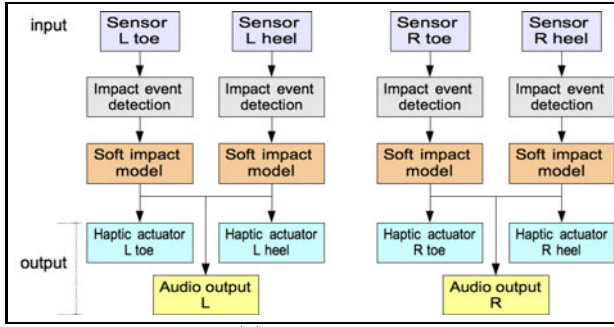 input
Sensor L toe
Sensor L heel
Sensor R toe
Sensor R heel
Impact event detection
Impact event detection
Impact event detection
Impact event detection
Soft impact model
Soft impact model
Soft impact model
Soft impact model
output
Haptic actuator L toe
Haptic actuator L heel
Haptic actuator R toe
Haptic actuator R heel
Audio output L
Audio output R